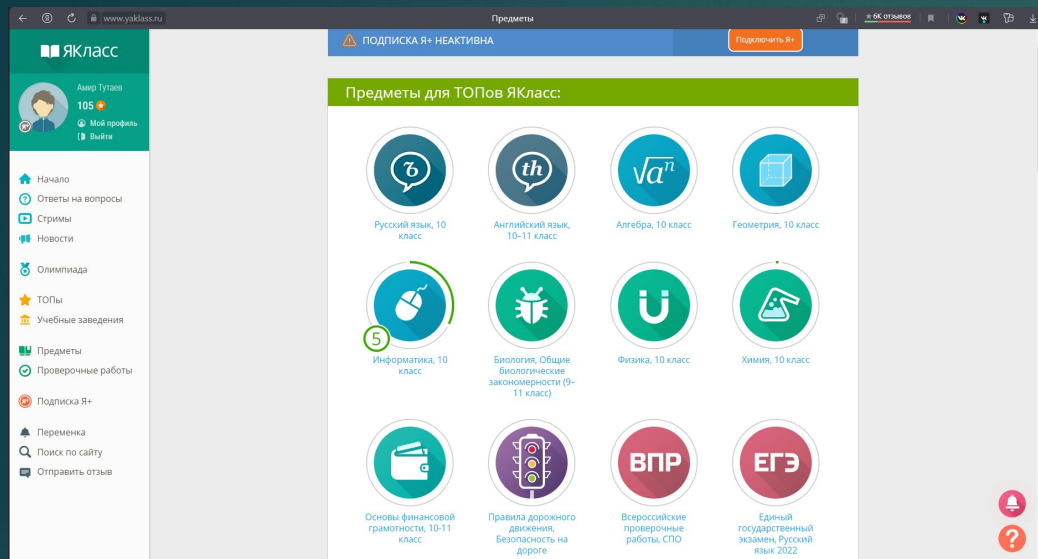 www.yaklass.ru
Предметы
★ 6К отзывов
ЯКласс
Амир Тутаев
105
Мой профиль
Выйти
Начало
Ответы на вопросы
Стримы
Новости
Олимпиада
ТОПы
Учебные заведения
Предметы
Проверочные работы
Подписка Я+
Переменка
Поиск по сайту
Отправить отзыв
ПОДПИСКА Я+ НЕАКТИВНА
Подключить Я+
Предметы для ТОПов ЯКласс:
Ъ
th
√aⁿ
Русский язык, 10
класс
Английский язык,
10–11 класс
Алгебра, 10 класс
Геометрия, 10 класс
5
Информатика, 10
класс
Биология, Общие
биологические
закономерности (9–
11 класс)
Физика, 10 класс
Химия, 10 класс
ВПР
ЕГЭ
Основы финансовой
грамотности, 10-11
класс
Правила дорожного
движения,
Безопасность на
дороге
Всероссийские
проверочные
работы, СПО
Единый
государственный
экзамен, Русский
язык 2022
?